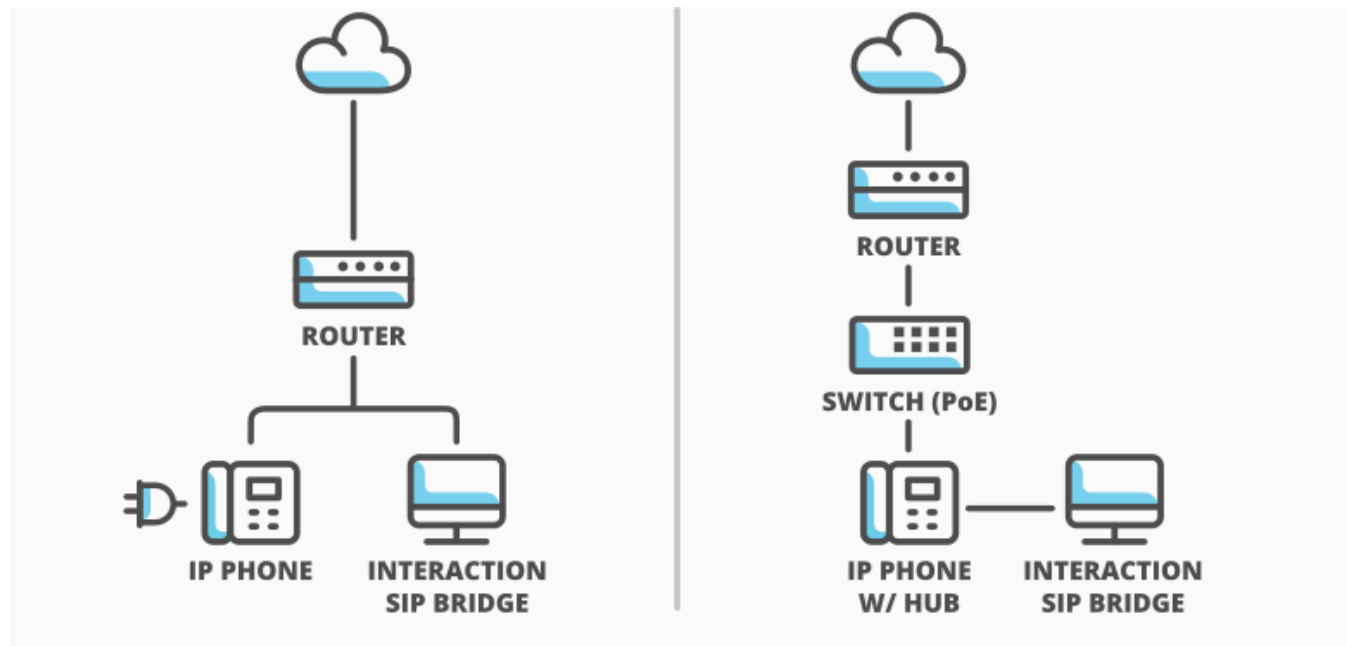 ROUTER
IP PHONE
INTERACTION
SIP BRIDGE
ROUTER
SWITCH (PoE)
IP PHONE
W/ HUB
INTERACTION
SIP BRIDGE